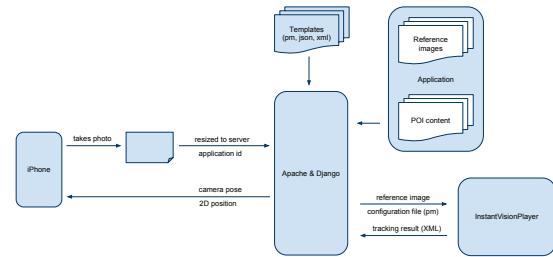 Templates
(pm, json, xml)
Reference
images
Application
POI content
takes photo
resized to server
application id
iPhone
Apache & Django
camera pose
2D position
reference image
configuration file (pm)
tracking result (XML)
InstantVisionPlayer